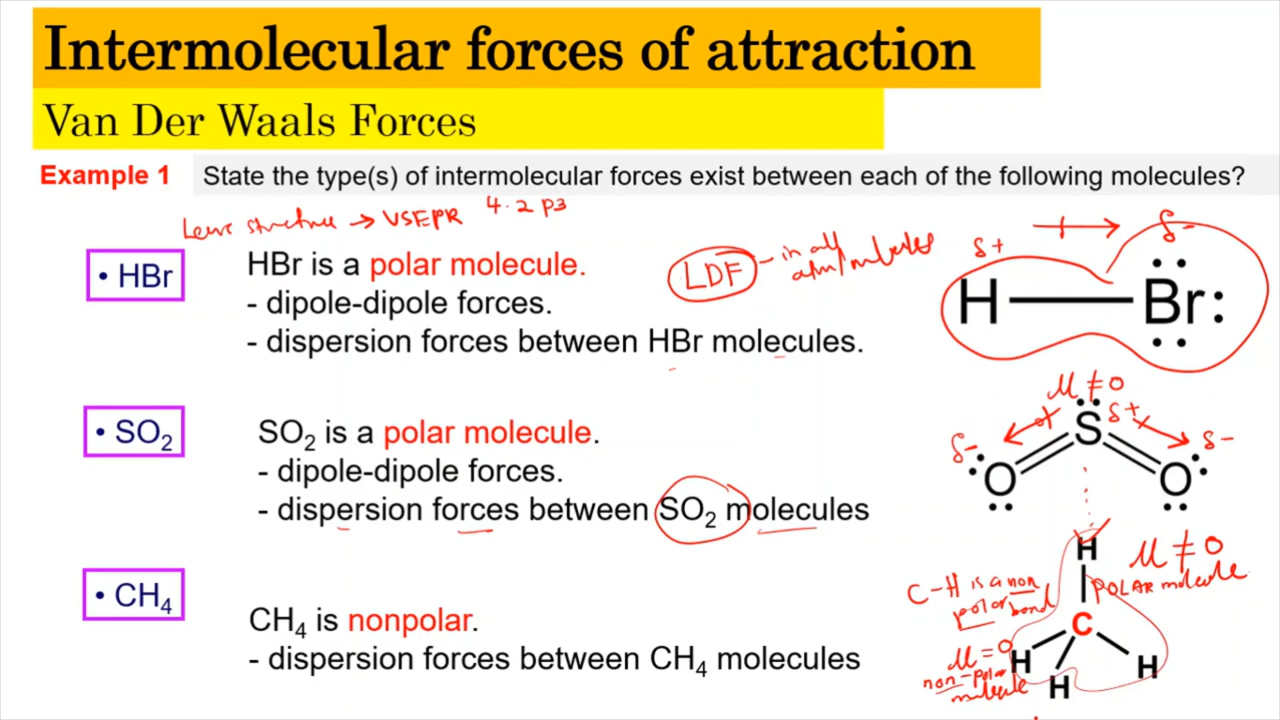 Intermolecular forces of attraction
Van Der Waals Forces
Example 1 State the type(s) of intermolecular forces exist between each of the following molecules?
Lewis structure → VSEPR 4.2 p3
• HBr
HBr is a polar molecule.
- dipole-dipole forces.
- dispersion forces between HBr molecules.
LDF - in all
atom/molecules
δ+ δ-
H Br:
• SO₂
SO₂ is a polar molecule.
- dipole-dipole forces.
- dispersion forces between SO₂ molecules
μ ≠ 0
δ- δ+ δ-
S
O O
• CH₄
CH₄ is nonpolar.
- dispersion forces between CH₄ molecules
μ ≠ 0
POLAR molecule
C-H is a non
polar bond
μ = 0
non-polar
molecule
H
C
H H H